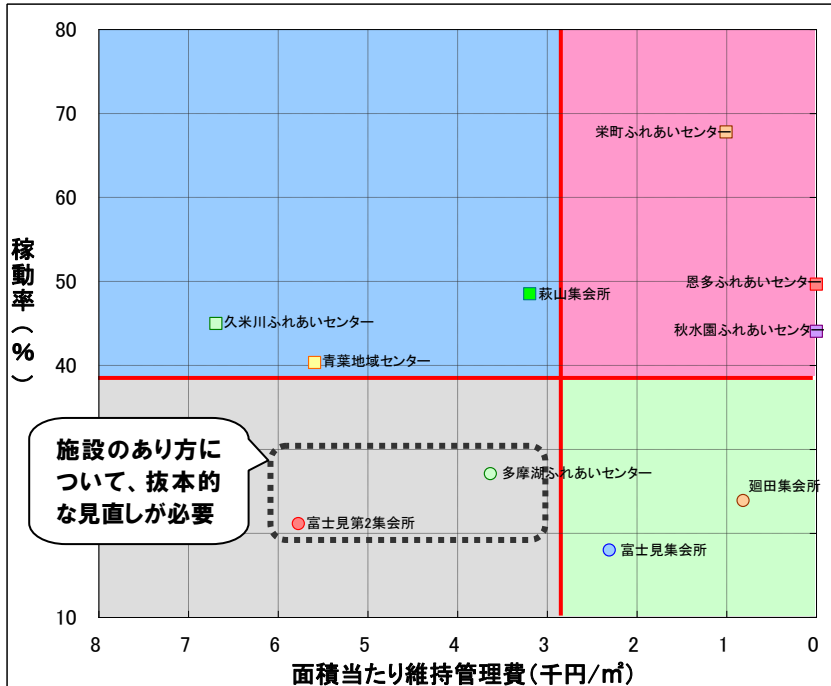 80
70
60
50
40
10
稼動率(%)
栄町ふれあいセンター
恩多ふれあいセンタ
萩山集会所
秋水園ふれあいセンタ
久米川ふれあいセンター
青葉地域センター
施設のあり方に
ついて、抜本的
な見直しが必要
多摩湖ふれあいセンター
廻田集会所
富士見第2集会所
富士見集会所
8 7 6 5 4 3 2 1 0
面積当たり維持管理費(千円/㎡)